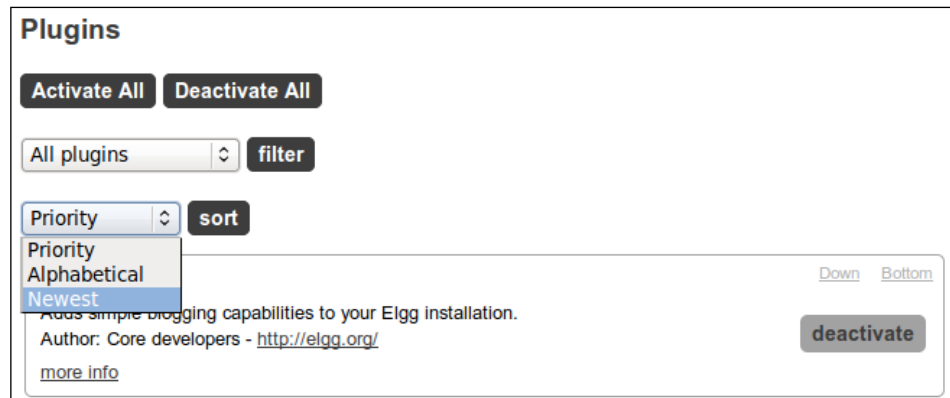 Plugins
Activate All Deactivate All
All plugins filter
Priority sort
Priority
Alphabetical
Newest
Down Bottom
Adds simple blogging capabilities to your Elgg installation.
Author: Core developers - http://elgg.org/
deactivate
more info